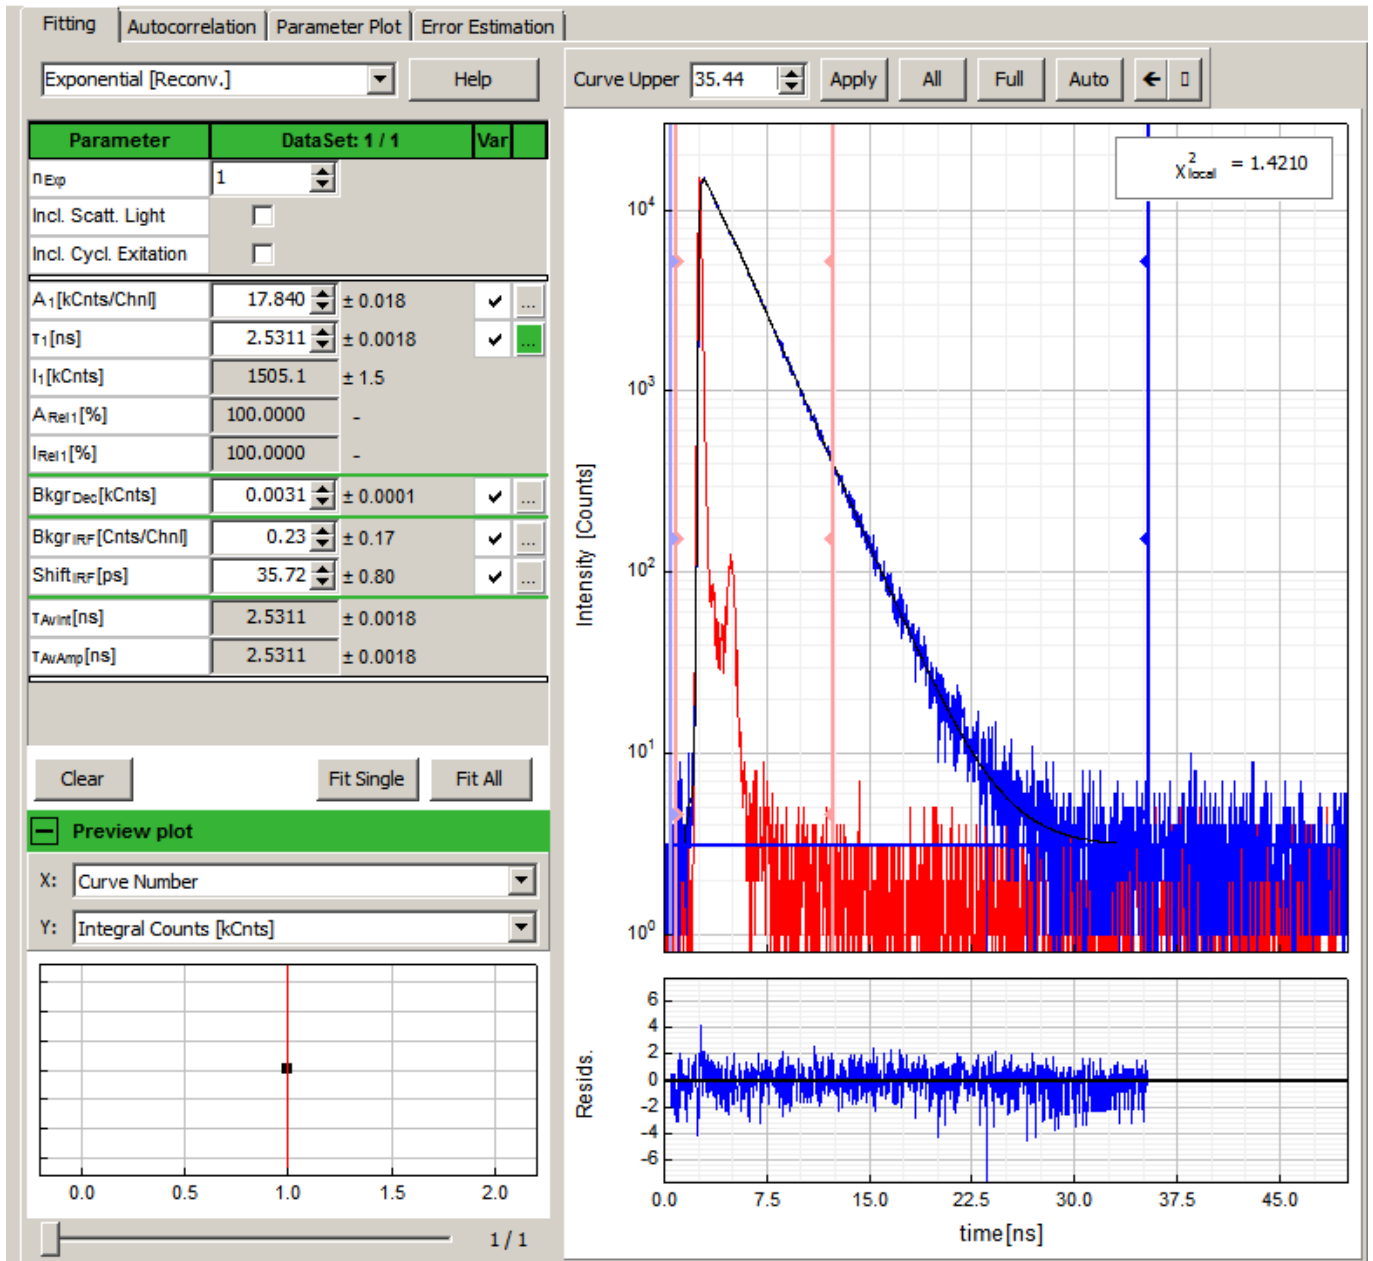 Fitting Autocorrelation Parameter Plot Error Estimation
Exponential [Reconv.] Help Curve Upper 35.44 Apply All Full Auto
Parameter DataSet: 1 / 1 Var
nExp 1
Incl. Scatt. Light
Incl. Cycl. Exitation
A1[kCnts/Chnl] 17.840 ± 0.018 ...
τ1[ns] 2.5311 ± 0.0018 ...
I1[kCnts] 1505.1 ± 1.5
ARel1[%] 100.0000 -
IRel1[%] 100.0000 -
BkgrDec[kCnts] 0.0031 ± 0.0001 ...
BkgrIRF[Cnts/Chnl] 0.23 ± 0.17 ...
ShiftIRF[ps] 35.72 ± 0.80 ...
τAvInt[ns] 2.5311 ± 0.0018
τAvAmp[ns] 2.5311 ± 0.0018
Clear Fit Single Fit All
Preview plot
X: Curve Number
Y: Integral Counts [kCnts]
0.0 0.5 1.0 1.5 2.0
1 / 1
X²local = 1.4210
Intensity [Counts]
10⁴
10³
10²
10¹
10⁰
Resids.
6
4
2
0
-2
-4
-6
0.0 7.5 15.0 22.5 30.0 37.5 45.0
time[ns]